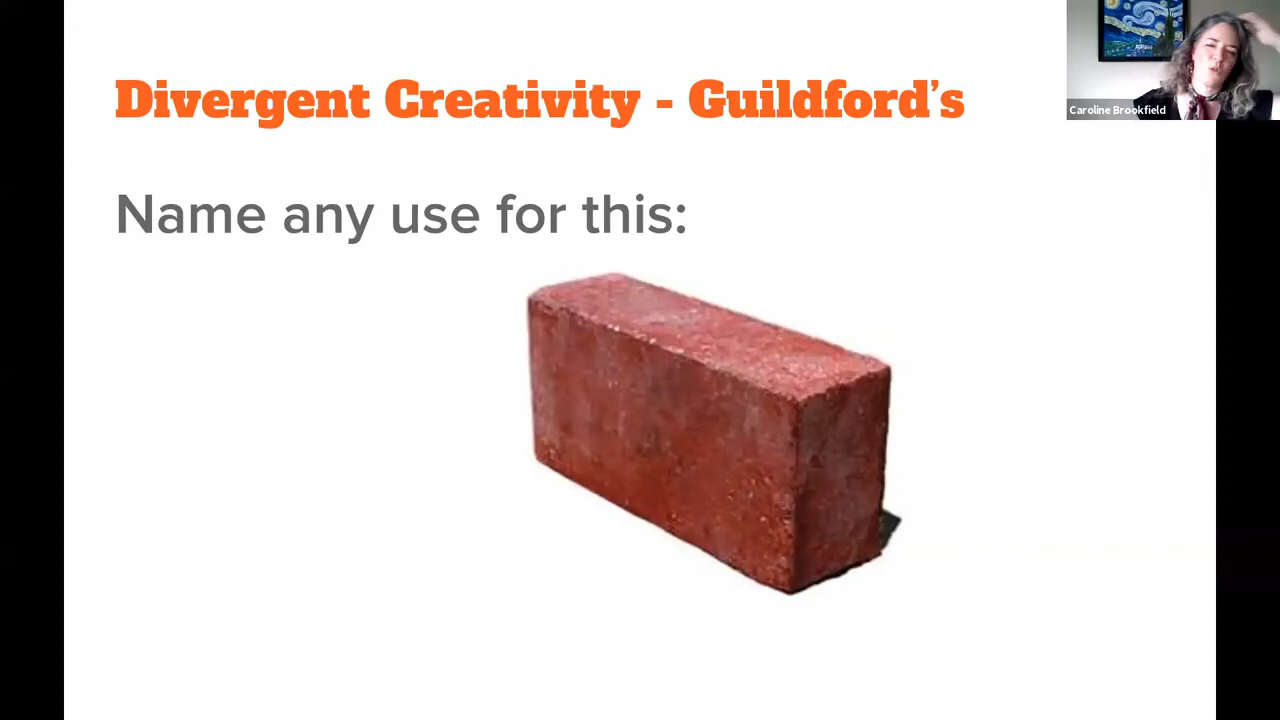 Divergent Creativity - Guildford's
Caroline Brookfield
Name any use for this: